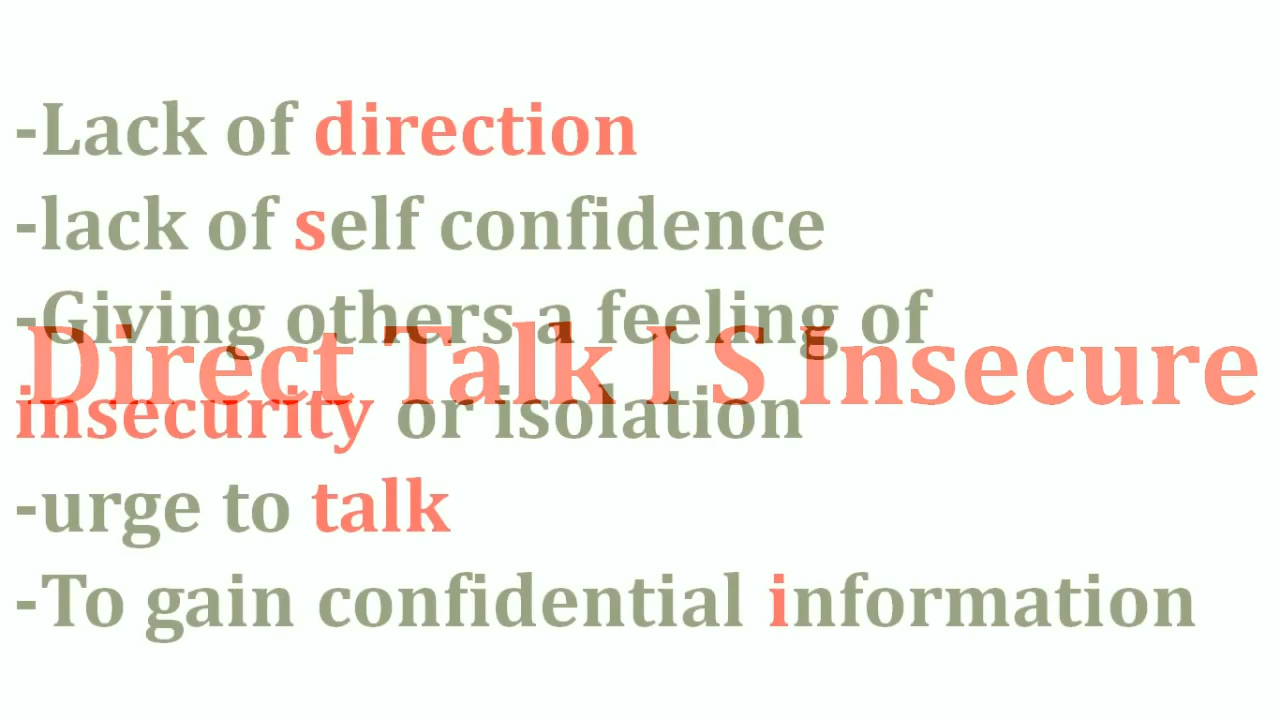 -Lack of direction
-lack of self confidence
-Giving others a feeling of
Direct Talk I S Insecure
insecurity or isolation
-urge to talk
-To gain confidential information